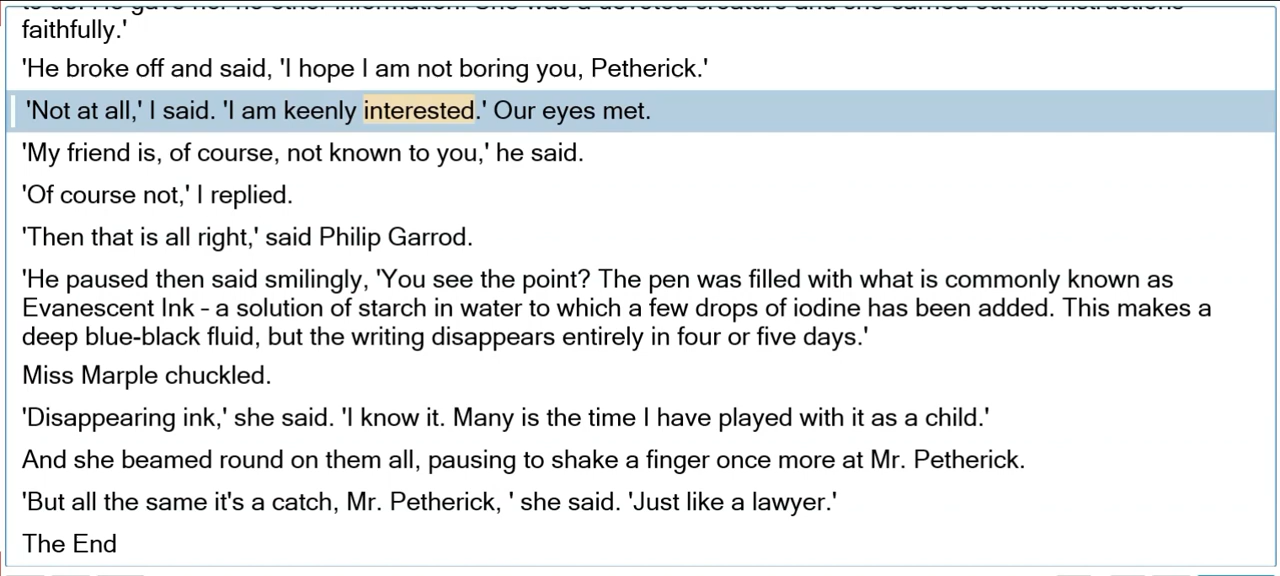 faithfully.'
'He broke off and said, 'I hope I am not boring you, Petherick.'
'Not at all,' I said. 'I am keenly interested.' Our eyes met.
'My friend is, of course, not known to you,' he said.
'Of course not,' I replied.
'Then that is all right,' said Philip Garrod.
'He paused then said smilingly, 'You see the point? The pen was filled with what is commonly known as
Evanescent Ink - a solution of starch in water to which a few drops of iodine has been added. This makes a
deep blue-black fluid, but the writing disappears entirely in four or five days.'
Miss Marple chuckled.
'Disappearing ink,' she said. 'I know it. Many is the time I have played with it as a child.'
And she beamed round on them all, pausing to shake a finger once more at Mr. Petherick.
'But all the same it's a catch, Mr. Petherick, ' she said. 'Just like a lawyer.'
The End